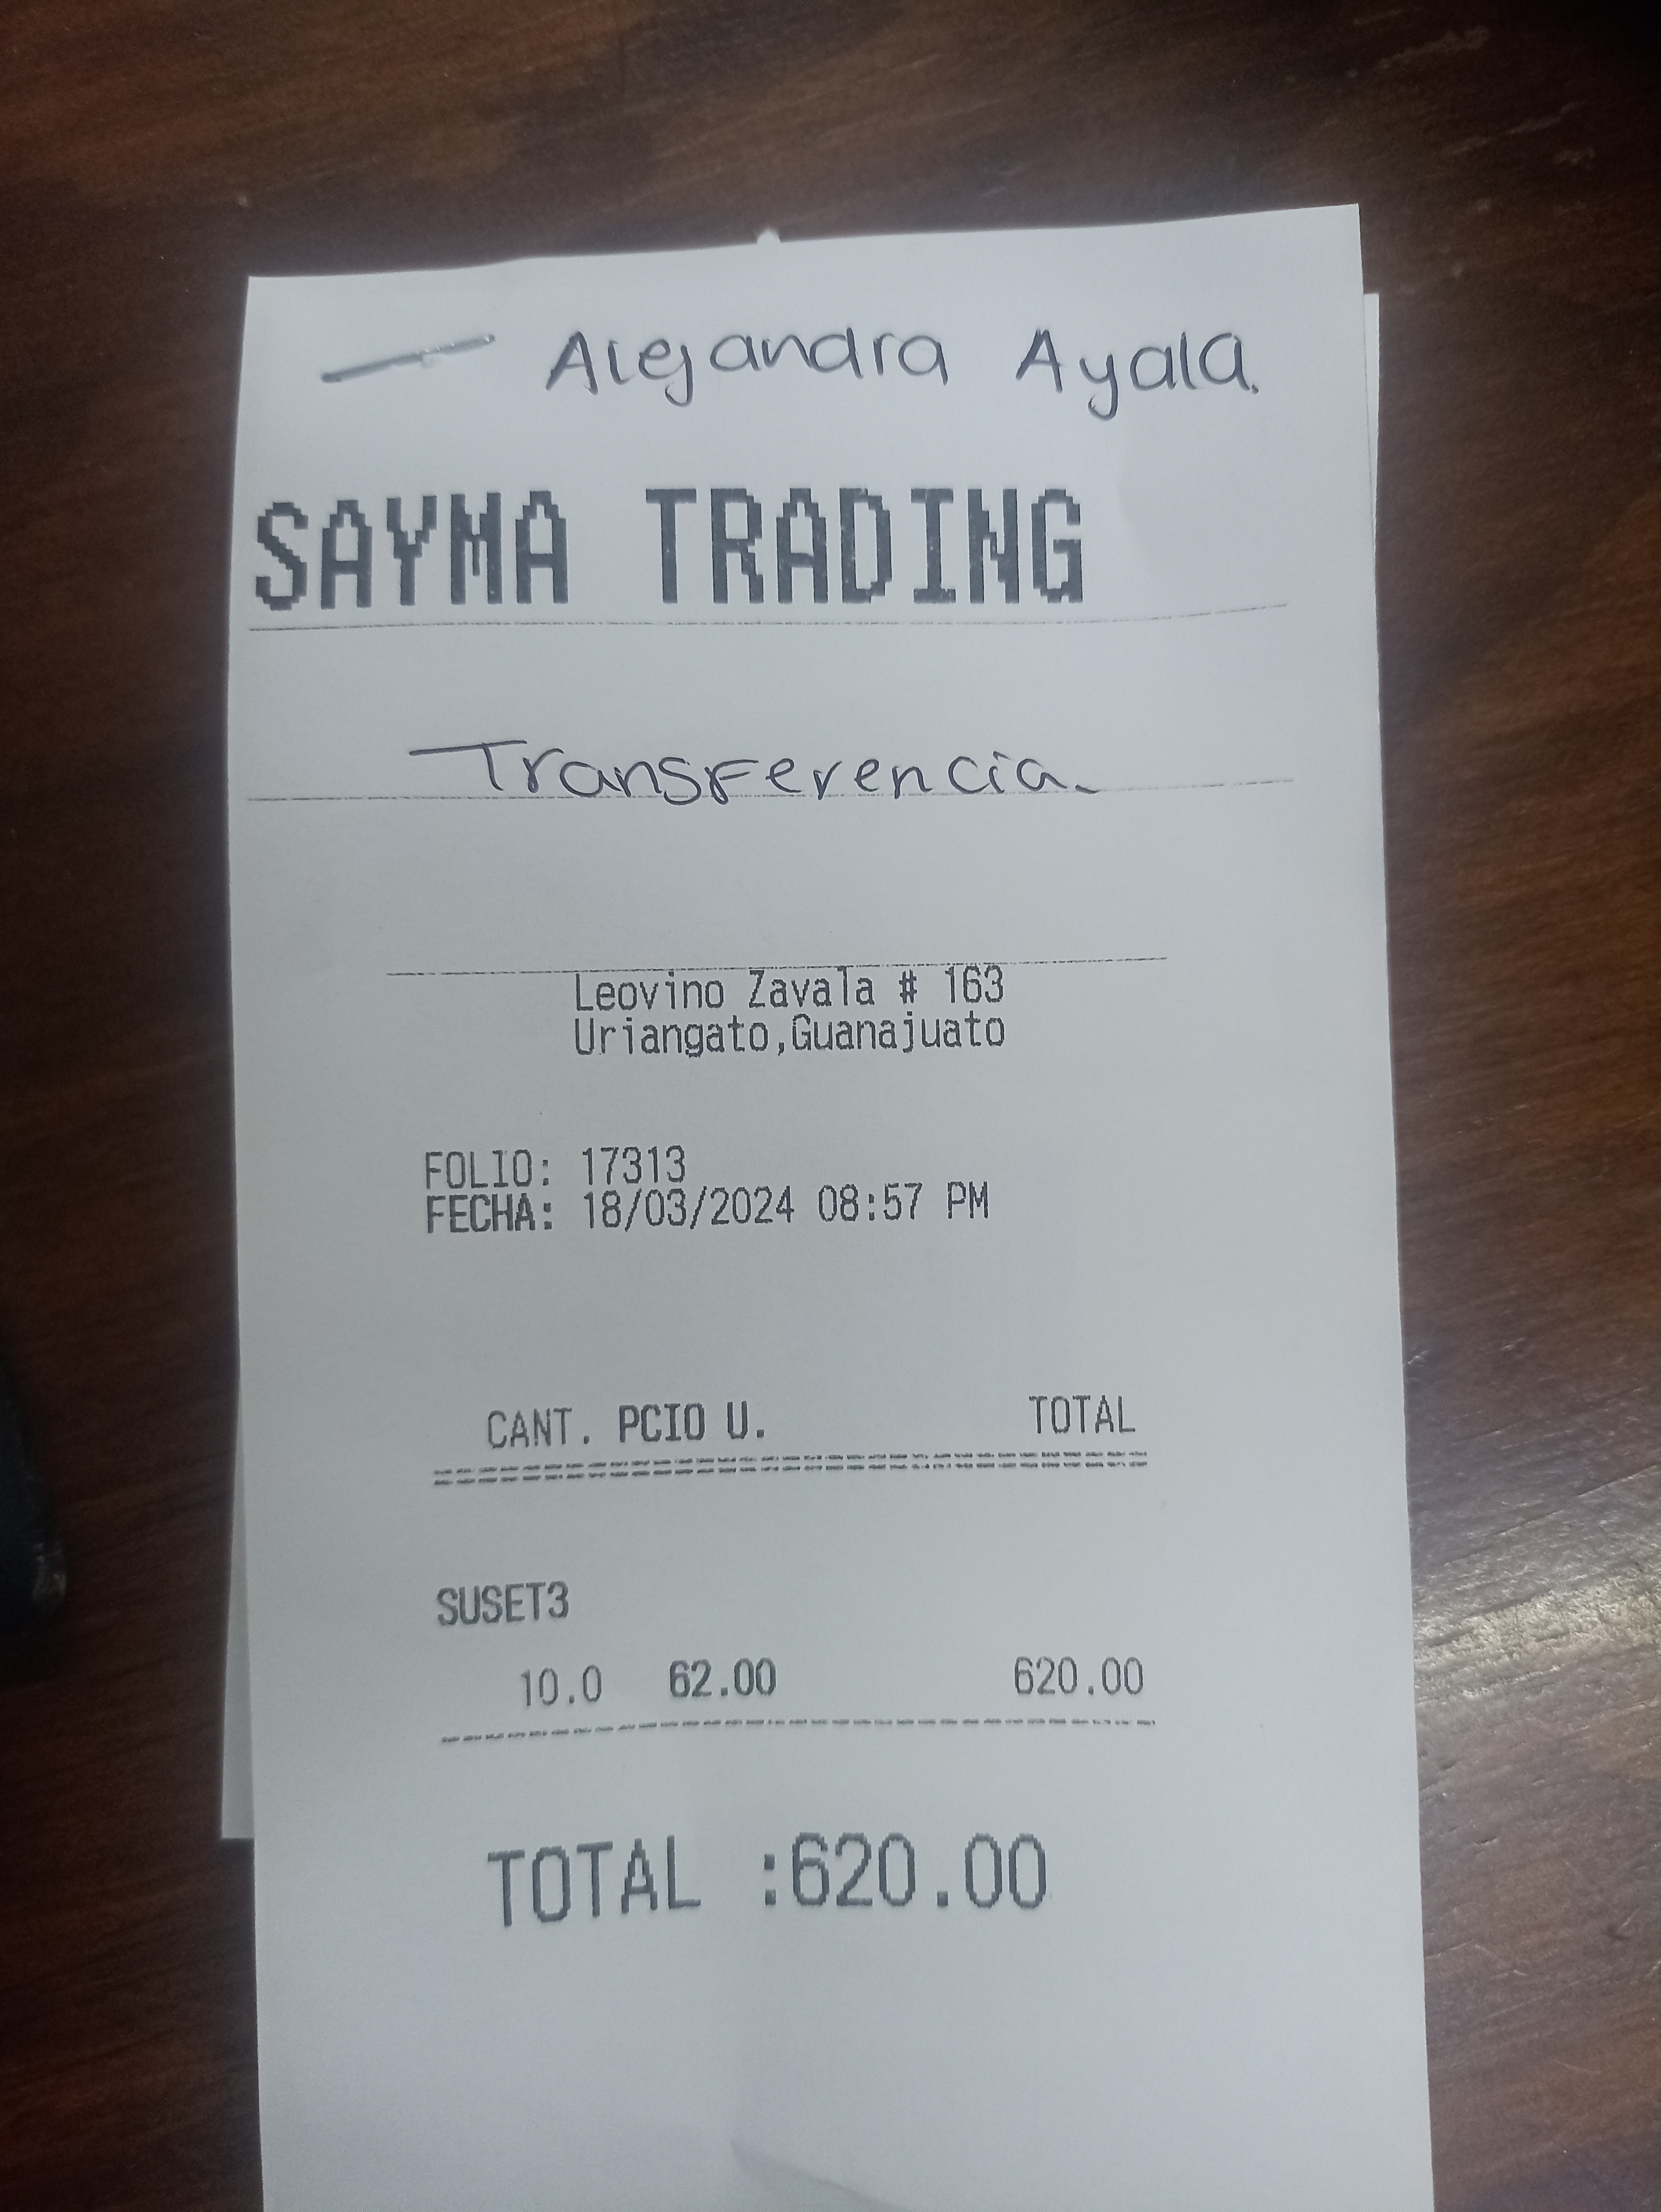 Alejandra Ayala.
SAYMA TRADING
Transferencia.
Leovino Zavala # 163
Uriangato,Guanajuato
FOLIO: 17313
FECHA: 18/03/2024 08:57 PM
CANT. PCIO U. TOTAL
SUSET3
10.0 62.00 620.00
TOTAL :620.00